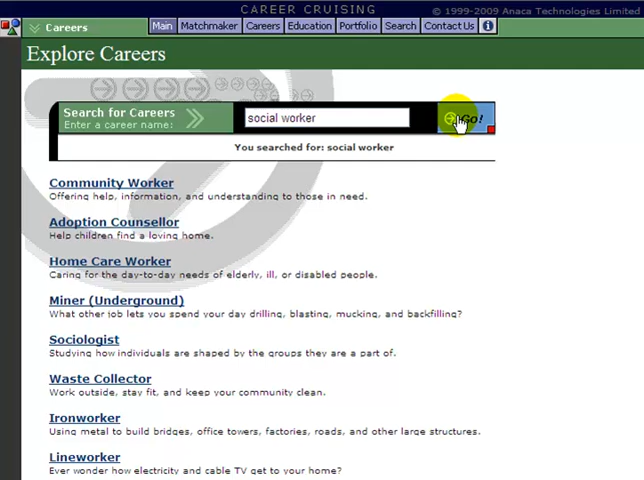 CAREER CRUISING
© 1999-2009 Anaca Technologies Limited
Careers
Main Matchmaker Careers Education Portfolio Search Contact Us i
Explore Careers
Search for Careers
Enter a career name:
social worker
Go!
You searched for: social worker
Community Worker
Offering help, information, and understanding to those in need.
Adoption Counsellor
Help children find a loving home.
Home Care Worker
Caring for the day-to-day needs of elderly, ill, or disabled people.
Miner (Underground)
What other job lets you spend your day drilling, blasting, mucking, and backfilling?
Sociologist
Studying how individuals are shaped by the groups they are a part of.
Waste Collector
Work outside, stay fit, and keep your community clean.
Ironworker
Using metal to build bridges, office towers, factories, roads, and other large structures.
Lineworker
Ever wonder how electricity and cable TV get to your home?